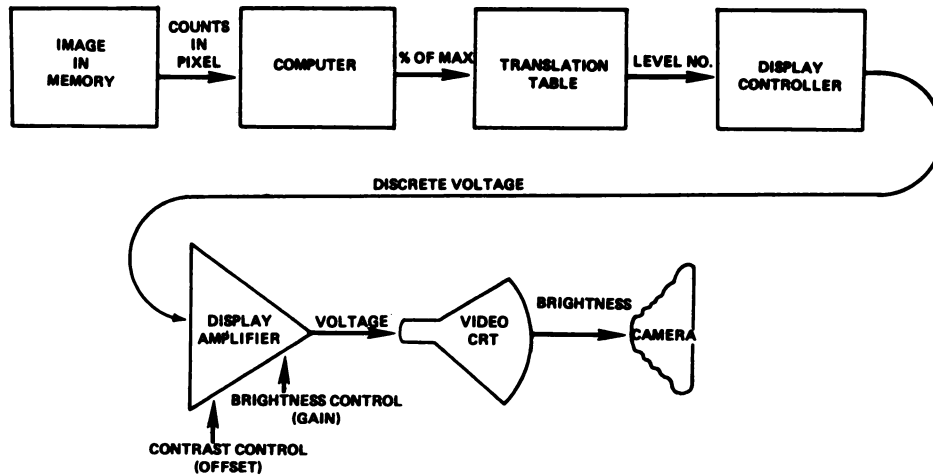 IMAGE
IN
MEMORY
COUNTS
IN
PIXEL
COMPUTER
% OF MAX
TRANSLATION
TABLE
LEVEL NO.
DISPLAY
CONTROLLER
DISCRETE VOLTAGE
DISPLAY
AMPLIFIER
VOLTAGE
VIDEO
CRT
BRIGHTNESS
CAMERA
BRIGHTNESS CONTROL
(GAIN)
CONTRAST CONTROL
(OFFSET)